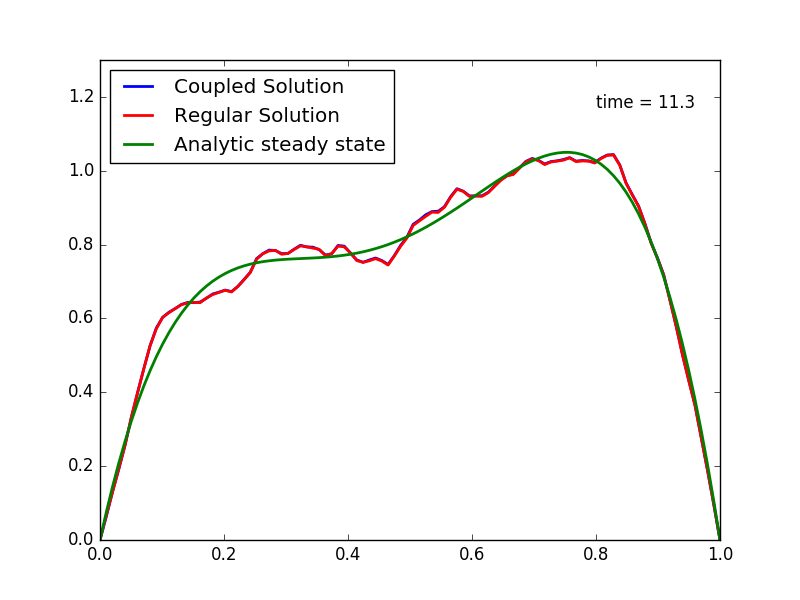 1.2
1.0
0.8
0.6
0.4
0.2
0.0
0.0 0.2 0.4 0.6 0.8 1.0
Coupled Solution
Regular Solution
Analytic steady state
time = 11.3